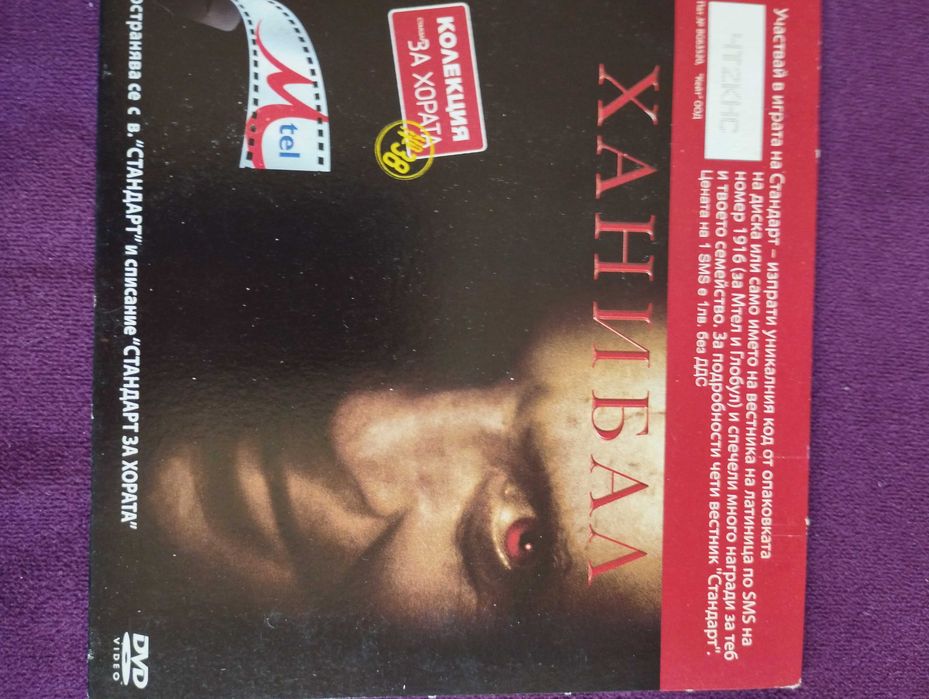 Участвай в играта на Стандарт – изпрати уникалния код от опаковката
на диска или само името на вестника на латиница по SMS на
номер 1916 (за Мтел и Глобул) и спечели много награди за теб
и твоето семейство. За подробности чети вестник "Стандарт".
Цената на 1 SMS е 1лв. без ДДС
4T2KHC
ХАНИБАЛ
КОЛЕКЦИЯ
ЗА ХОРАТА
№38
Mtel
остранява се с в. "СТАНДАРТ" и списание "СТАНДАРТ ЗА ХОРАТА"
DVD
VIDEO